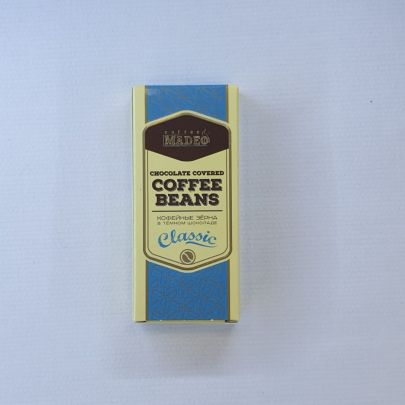 coffee
MADEO
CHOCOLATE COVERED
COFFEE
BEANS
КОФЕЙНЫЕ ЗЁРНА
В ТЁМНОМ ШОКОЛАДЕ
Classic